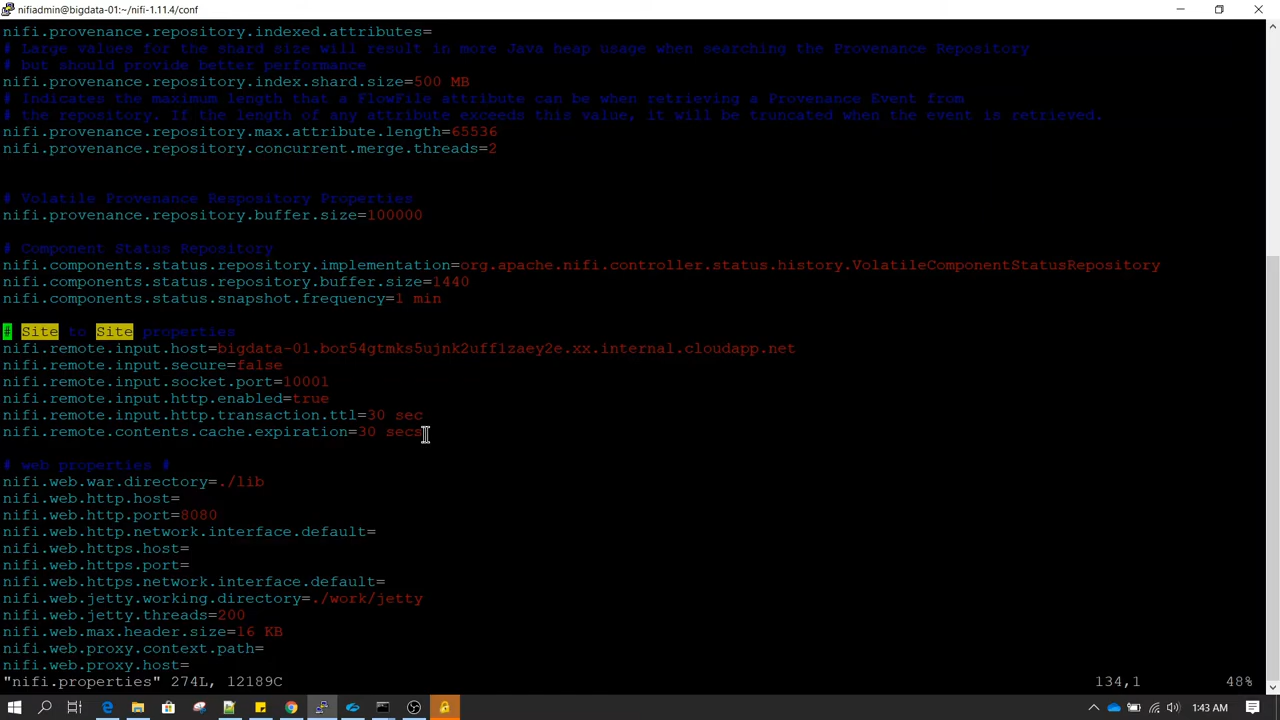 nifiadmin@bigdata-01:~/nifi-1.11.4/conf
nifi.provenance.repository.indexed.attributes=
# Large values for the shard size will result in more Java heap usage when searching the Provenance Repository
# but should provide better performance
nifi.provenance.repository.index.shard.size=500 MB
# Indicates the maximum length that a FlowFile attribute can be when retrieving a Provenance Event from
# the repository. If the length of any attribute exceeds this value, it will be truncated when the event is retrieved.
nifi.provenance.repository.max.attribute.length=65536
nifi.provenance.repository.concurrent.merge.threads=2
# Volatile Provenance Respository Properties
nifi.provenance.repository.buffer.size=100000
# Component Status Repository
nifi.components.status.repository.implementation=org.apache.nifi.controller.status.history.VolatileComponentStatusRepository
nifi.components.status.repository.buffer.size=1440
nifi.components.status.snapshot.frequency=1 min
# Site to Site properties
nifi.remote.input.host=bigdata-01.bor54gtmks5ujnk2uff1zaey2e.xx.internal.cloudapp.net
nifi.remote.input.secure=false
nifi.remote.input.socket.port=10001
nifi.remote.input.http.enabled=true
nifi.remote.input.http.transaction.ttl=30 sec
nifi.remote.contents.cache.expiration=30 secs
# web properties #
nifi.web.war.directory=./lib
nifi.web.http.host=
nifi.web.http.port=8080
nifi.web.http.network.interface.default=
nifi.web.https.host=
nifi.web.https.port=
nifi.web.https.network.interface.default=
nifi.web.jetty.working.directory=./work/jetty
nifi.web.jetty.threads=200
nifi.web.max.header.size=16 KB
nifi.web.proxy.context.path=
nifi.web.proxy.host=
"nifi.properties" 274L, 12189C 134,1 48%
1:43 AM